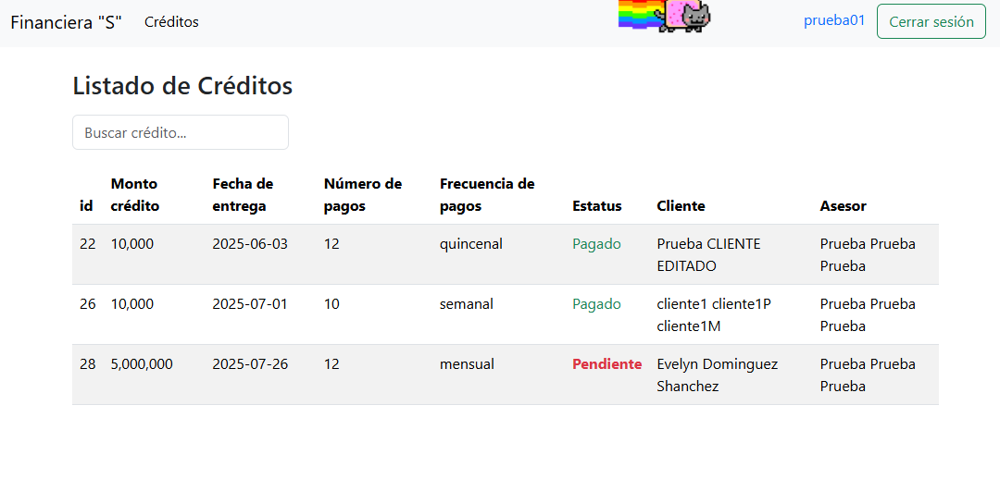 Financiera "S" Créditos prueba01 Cerrar sesión
Listado de Créditos
Buscar crédito...
id Monto crédito Fecha de entrega Número de pagos Frecuencia de pagos Estatus Cliente Asesor
22 10,000 2025-06-03 12 quincenal Pagado Prueba CLIENTE EDITADO Prueba Prueba Prueba
26 10,000 2025-07-01 10 semanal Pagado cliente1 cliente1P cliente1M Prueba Prueba Prueba
28 5,000,000 2025-07-26 12 mensual Pendiente Evelyn Dominguez Shanchez Prueba Prueba Prueba